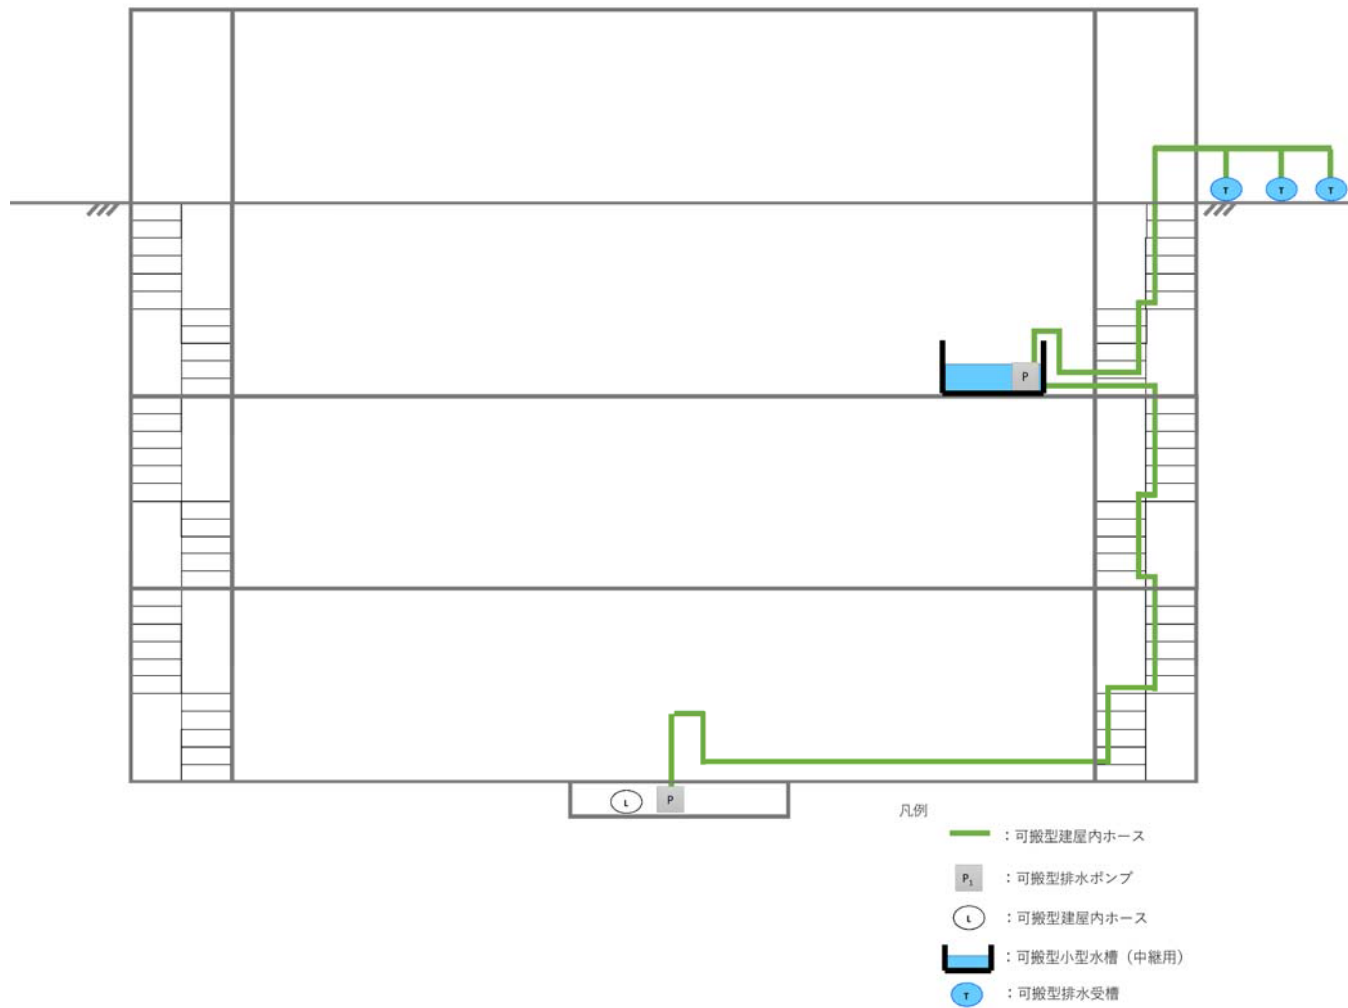 T T T
P
L P
凡例
：可搬型建屋内ホース
P1 ：可搬型排水ポンプ
L ：可搬型建屋内ホース
：可搬型小型水槽（中継用）
T ：可搬型排水受槽